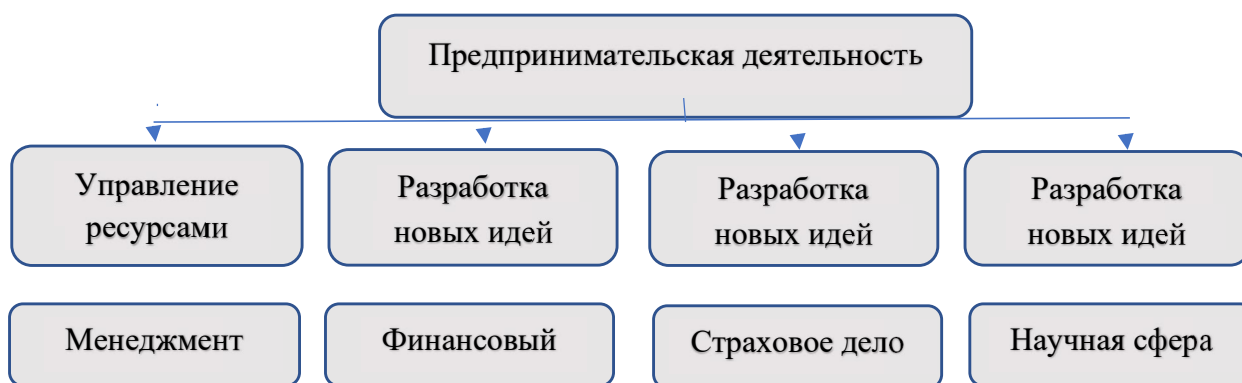 Предпринимательская деятельность
Управление
ресурсами
Разработка
новых идей
Разработка
новых идей
Разработка
новых идей
Менеджмент
Финансовый
Страховое дело
Научная сфера